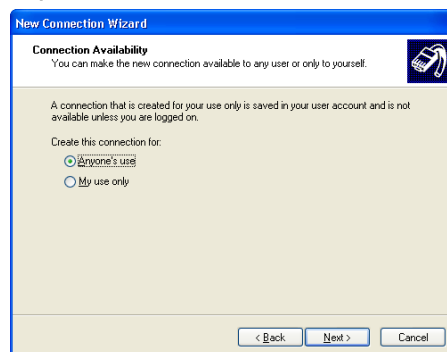 New Connection Wizard
Connection Availability
You can make the new connection available to any user or only to yourself.
A connection that is created for your use only is saved in your user account and is not
available unless you are logged on.
Create this connection for:
Anyone's use
My use only
< Back
Next >
Cancel